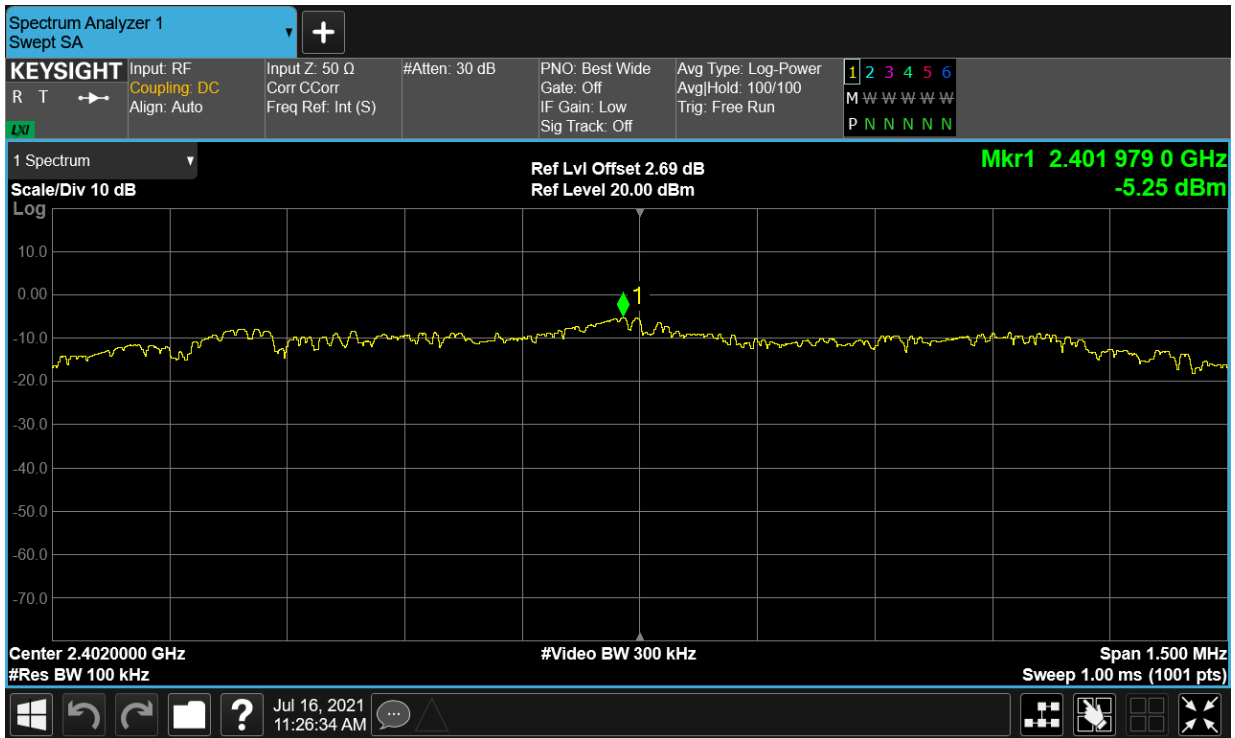 Spectrum Analyzer 1
Swept SA
KEYSIGHT
R T
LXI
Input: RF
Coupling: DC
Align: Auto
Input Z: 50 Ω
Corr CCorr
Freq Ref: Int (S)
#Atten: 30 dB
PNO: Best Wide
Gate: Off
IF Gain: Low
Sig Track: Off
Avg Type: Log-Power
Avg|Hold: 100/100
Trig: Free Run
1 2 3 4 5 6
M W W W W W
P N N N N N N
1 Spectrum
Scale/Div 10 dB
Log
Ref Lvl Offset 2.69 dB
Ref Level 20.00 dBm
Mkr1 2.401 979 0 GHz
-5.25 dBm
10.0
0.00
-10.0
-20.0
-30.0
-40.0
-50.0
-60.0
-70.0
1
Center 2.4020000 GHz
#Res BW 100 kHz
#Video BW 300 kHz
Span 1.500 MHz
Sweep 1.00 ms (1001 pts)
?
Jul 16, 2021
11:26:34 AM